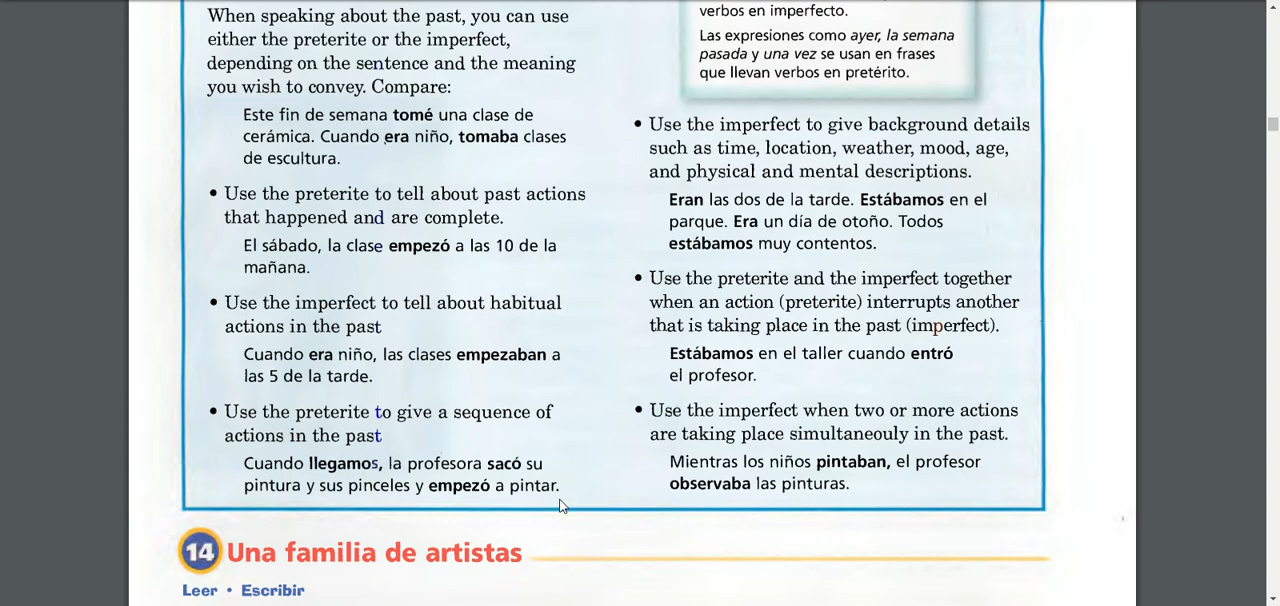 When speaking about the past, you can use
either the preterite or the imperfect,
depending on the sentence and the meaning
you wish to convey. Compare:
Este fin de semana tomé una clase de
cerámica. Cuando era niño, tomaba clases
de escultura.
• Use the preterite to tell about past actions
that happened and are complete.
El sábado, la clase empezó a las 10 de la
mañana.
• Use the imperfect to tell about habitual
actions in the past
Cuando era niño, las clases empezaban a
las 5 de la tarde.
• Use the preterite to give a sequence of
actions in the past
Cuando llegamos, la profesora sacó su
pintura y sus pinceles y empezó a pintar.
verbos en imperfecto.
Las expresiones como ayer, la semana
pasada y una vez se usan en frases
que llevan verbos en pretérito.
• Use the imperfect to give background details
such as time, location, weather, mood, age,
and physical and mental descriptions.
Eran las dos de la tarde. Estábamos en el
parque. Era un día de otoño. Todos
estábamos muy contentos.
• Use the preterite and the imperfect together
when an action (preterite) interrupts another
that is taking place in the past (imperfect).
Estábamos en el taller cuando entró
el profesor.
• Use the imperfect when two or more actions
are taking place simultaneouly in the past.
Mientras los niños pintaban, el profesor
observaba las pinturas.
14 Una familia de artistas
Leer • Escribir